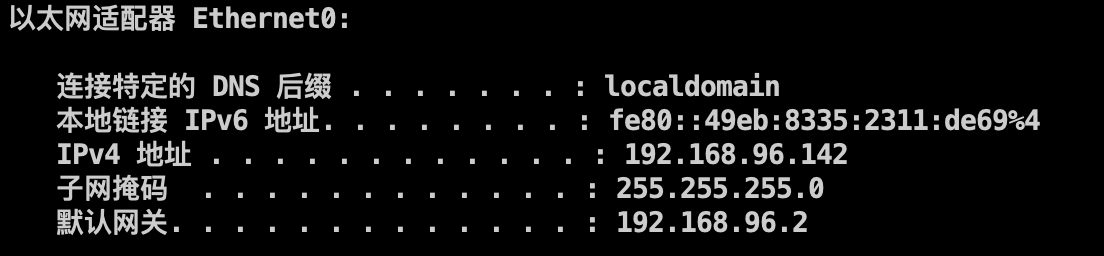 以太网适配器 Ethernet0:
连接特定的 DNS 后缀 . . . . . . . : localdomain
本地链接 IPv6 地址. . . . . . . . : fe80::49eb:8335:2311:de69%4
IPv4 地址 . . . . . . . . . . . . : 192.168.96.142
子网掩码  . . . . . . . . . . . . : 255.255.255.0
默认网关. . . . . . . . . . . . . : 192.168.96.2